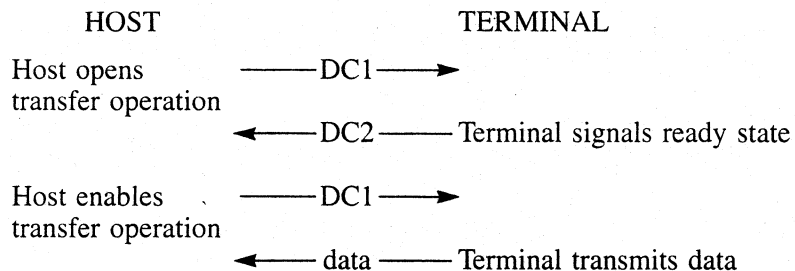 HOST TERMINAL
Host opens DC1
transfer operation
DC2 Terminal signals ready state
Host enables DC1
transfer operation
data Terminal transmits data